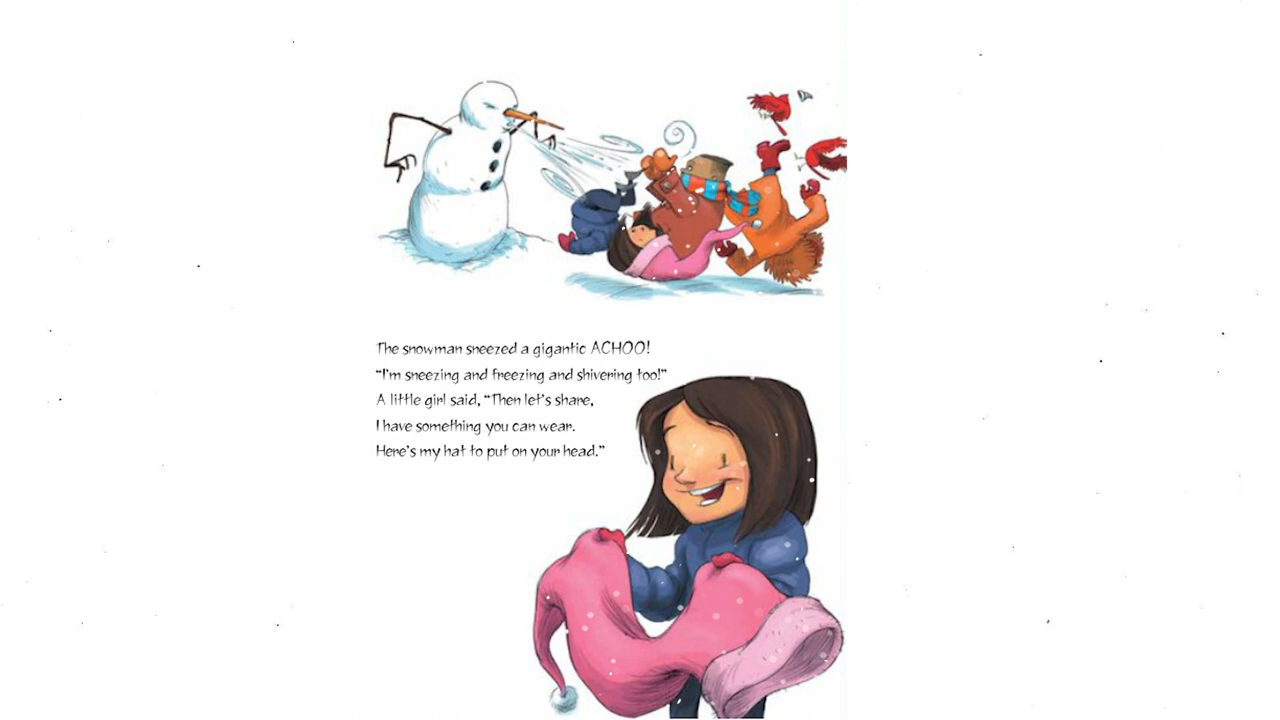 The snowman sneezed a gigantic ACHOO!
“I’m sneezing and freezing and shivering too!”
A little girl said, “Then let’s share,
I have something you can wear.
Here’s my hat to put on your head.”